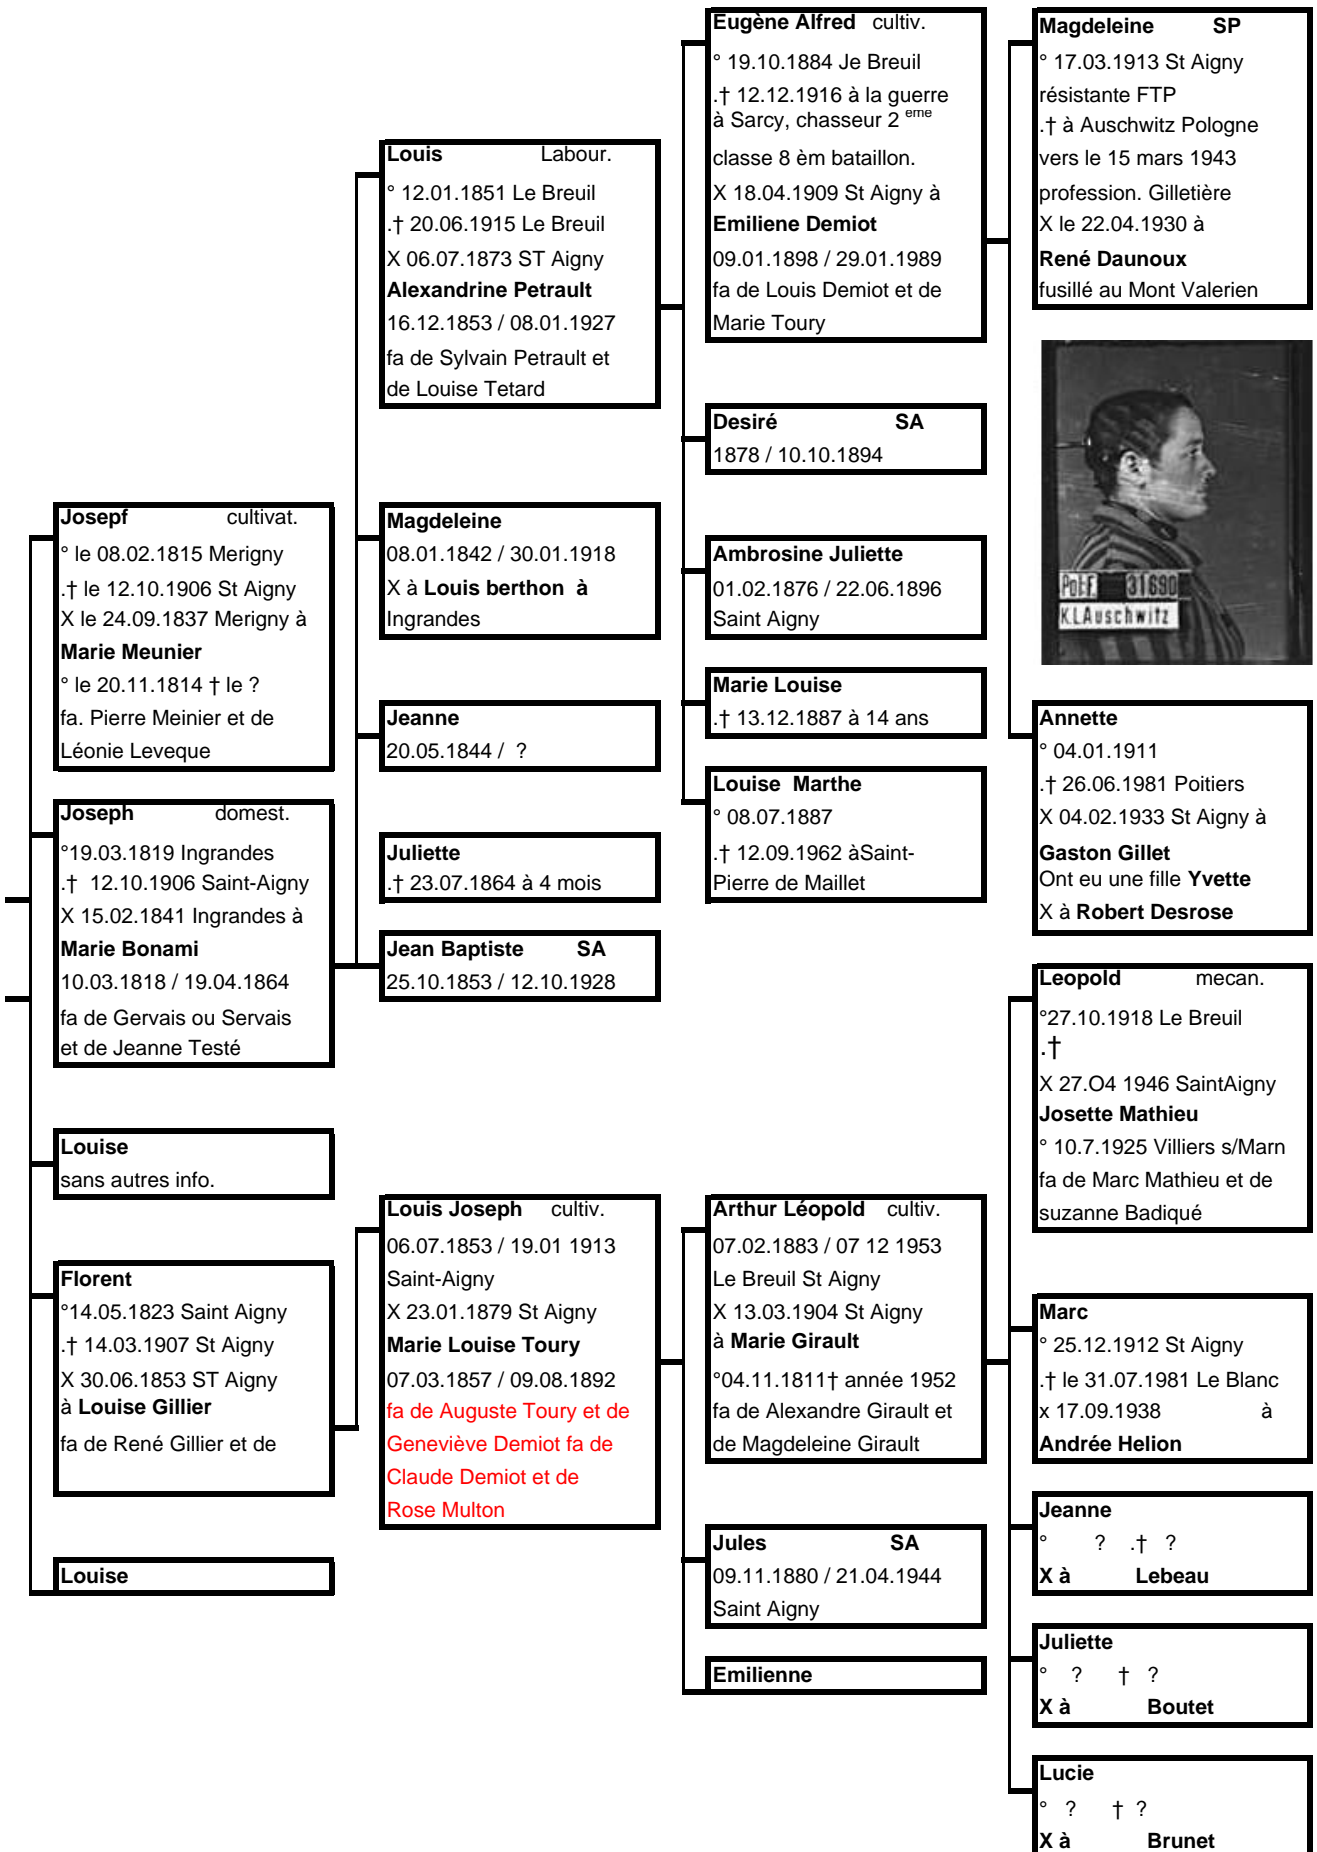 Josepf cultivat.
° le 08.02.1815 Merigny
.† le 12.10.1906 St Aigny
X le 24.09.1837 Merigny à
Marie Meunier
° le 20.11.1814 † le ?
fa. Pierre Meinier et de
Léonie Leveque
Joseph domest.
°19.03.1819 Ingrandes
.† 12.10.1906 Saint-Aigny
X 15.02.1841 Ingrandes à
Marie Bonami
10.03.1818 / 19.04.1864
fa de Gervais ou Servais
et de Jeanne Testé
Louise
sans autres info.
Florent
°14.05.1823 Saint Aigny
.† 14.03.1907 St Aigny
X 30.06.1853 ST Aigny
à Louise Gillier
fa de René Gillier et de
Louise
Louis Labour.
° 12.01.1851 Le Breuil
.† 20.06.1915 Le Breuil
X 06.07.1873 ST Aigny
Alexandrine Petrault
16.12.1853 / 08.01.1927
fa de Sylvain Petrault et
de Louise Tetard
Magdeleine
08.01.1842 / 30.01.1918
X à Louis berthon à
Ingrandes
Jeanne
20.05.1844 / ?
Juliette
.† 23.07.1864 à 4 mois
Jean Baptiste SA
25.10.1853 / 12.10.1928
Louis Joseph cultiv.
06.07.1853 / 19.01 1913
Saint-Aigny
X 23.01.1879 St Aigny
Marie Louise Toury
07.03.1857 / 09.08.1892
fa de Auguste Toury et de
Geneviève Demiot fa de
Claude Demiot et de
Rose Multon
Eugène Alfred cultiv.
° 19.10.1884 Je Breuil
.† 12.12.1916 à la guerre
à Sarcy, chasseur 2 eme
classe 8 èm bataillon.
X 18.04.1909 St Aigny à
Emiliene Demiot
09.01.1898 / 29.01.1989
fa de Louis Demiot et de
Marie Toury
Desiré SA
1878 / 10.10.1894
Ambrosine Juliette
01.02.1876 / 22.06.1896
Saint Aigny
Marie Louise
.† 13.12.1887 à 14 ans
Louise Marthe
° 08.07.1887
.† 12.09.1962 àSaint-
Pierre de Maillet
Arthur Léopold cultiv.
07.02.1883 / 07 12 1953
Le Breuil St Aigny
X 13.03.1904 St Aigny
à Marie Girault
°04.11.1811† année 1952
fa de Alexandre Girault et
de Magdeleine Girault
Jules SA
09.11.1880 / 21.04.1944
Saint Aigny
Emilienne
Magdeleine SP
° 17.03.1913 St Aigny
résistante FTP
.† à Auschwitz Pologne
vers le 15 mars 1943
profession. Gilletière
X le 22.04.1930 à
René Daunoux
fusillé au Mont Valerien
Pol:F. 31690
K.L.Auschwitz
Annette
° 04.01.1911
.† 26.06.1981 Poitiers
X 04.02.1933 St Aigny à
Gaston Gillet
Ont eu une fille Yvette
X à Robert Desrose
Leopold mecan.
°27.10.1918 Le Breuil
.†
X 27.O4 1946 SaintAigny
Josette Mathieu
° 10.7.1925 Villiers s/Marn
fa de Marc Mathieu et de
suzanne Badiqué
Marc
° 25.12.1912 St Aigny
.† le 31.07.1981 Le Blanc
x 17.09.1938 à
Andrée Helion
Jeanne
° ? .† ?
X à Lebeau
Juliette
° ? † ?
X à Boutet
Lucie
° ? † ?
X à Brunet